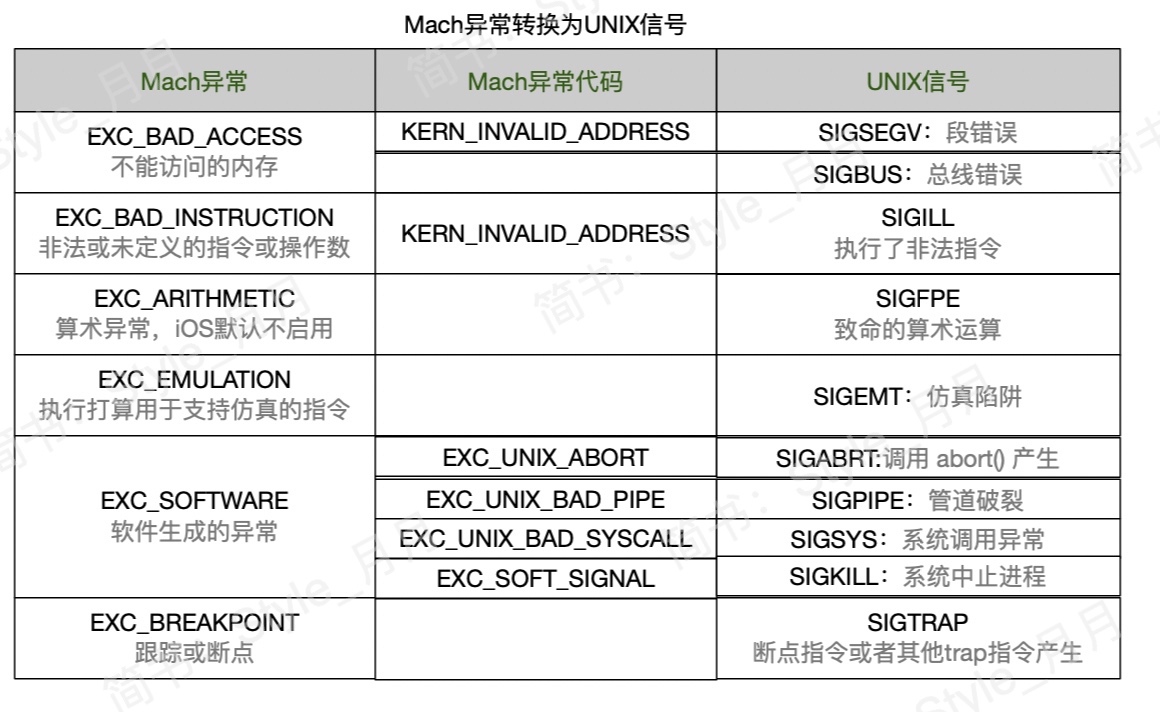 Mach异常转换为UNIX信号
Mach异常 Mach异常代码 UNIX信号
EXC_BAD_ACCESS
不能访问的内存
KERN_INVALID_ADDRESS
SIGSEGV：段错误
SIGBUS：总线错误
EXC_BAD_INSTRUCTION
非法或未定义的指令或操作数
KERN_INVALID_ADDRESS
SIGILL
执行了非法指令
EXC_ARITHMETIC
算术异常，iOS默认不启用
SIGFPE
致命的算术运算
EXC_EMULATION
执行打算用于支持仿真的指令
SIGEMT：仿真陷阱
EXC_SOFTWARE
软件生成的异常
EXC_UNIX_ABORT
SIGABRT:调用 abort() 产生
EXC_UNIX_BAD_PIPE
SIGPIPE：管道破裂
EXC_UNIX_BAD_SYSCALL
SIGSYS：系统调用异常
EXC_SOFT_SIGNAL
SIGKILL：系统中止进程
EXC_BREAKPOINT
跟踪或断点
SIGTRAP
断点指令或者其他trap指令产生
简书：Style_月月